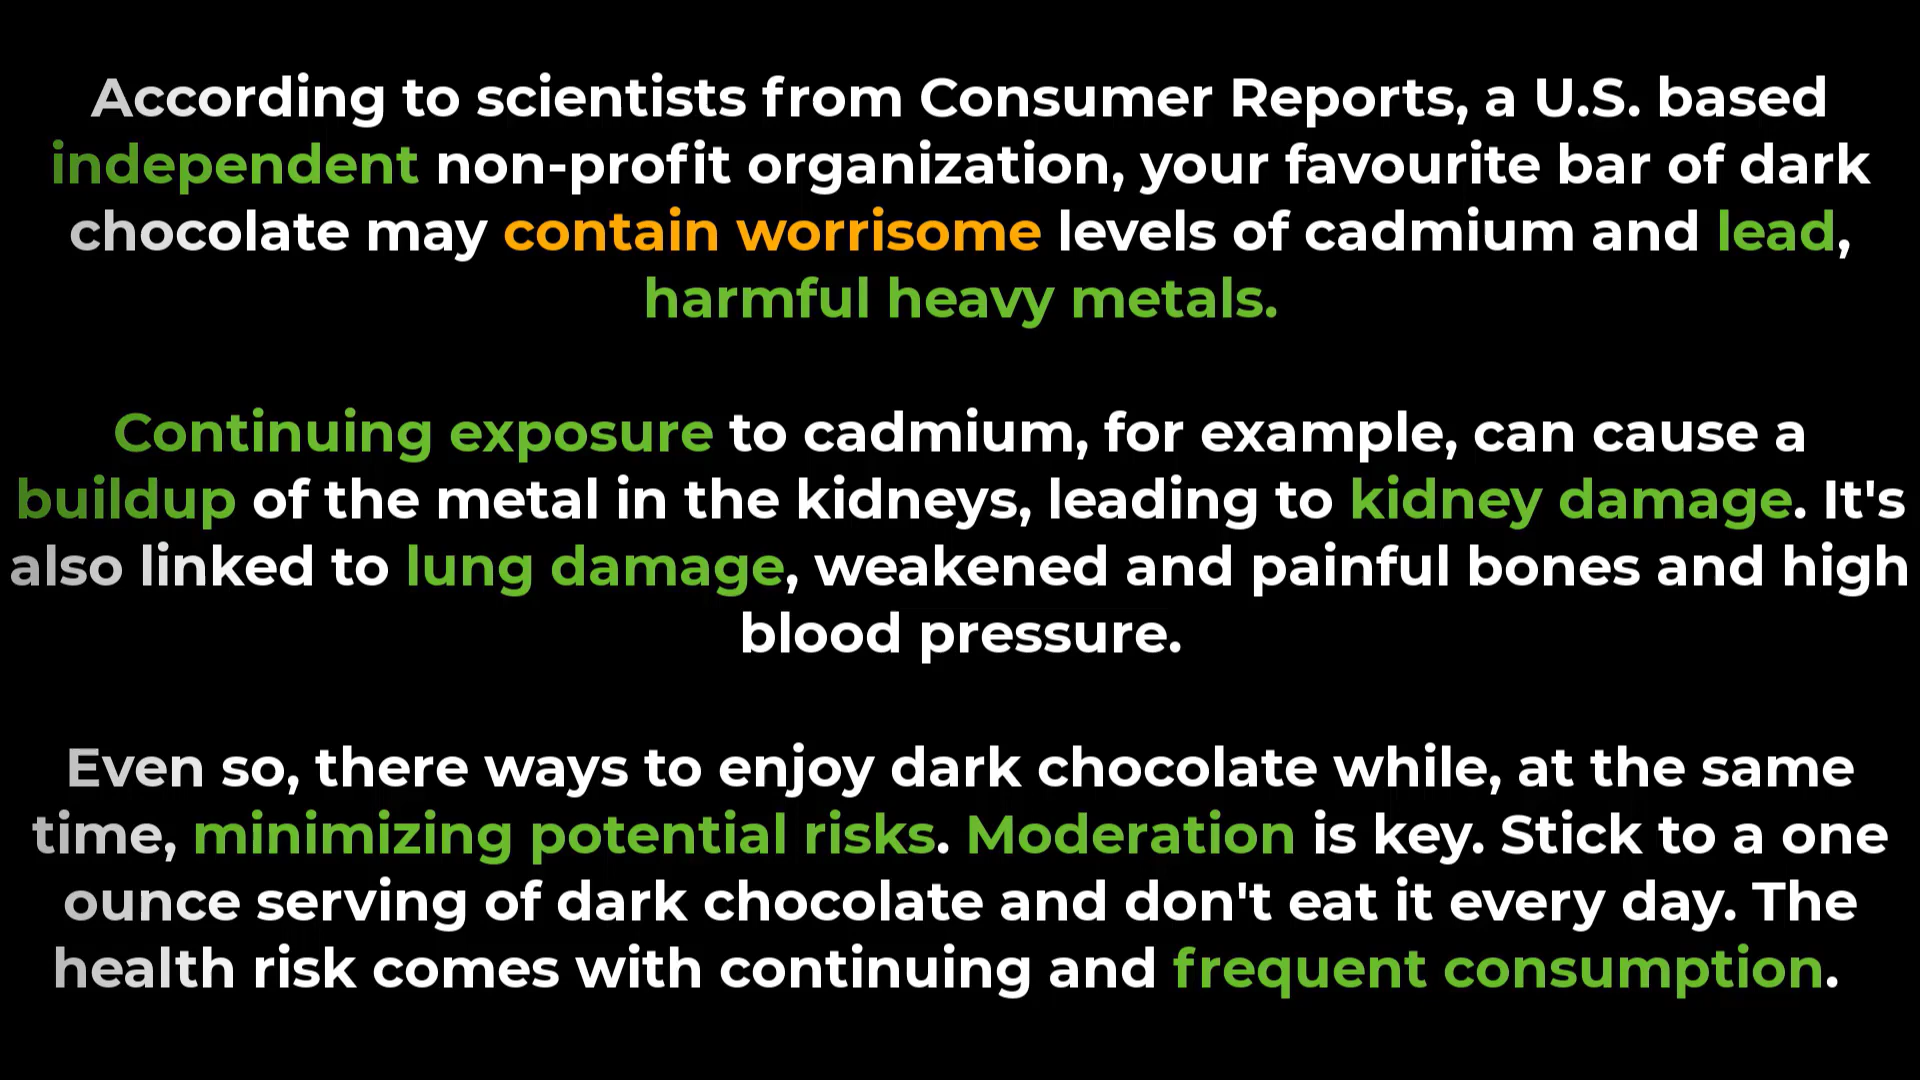 According to scientists from Consumer Reports, a U.S. based
independent non-profit organization, your favourite bar of dark
chocolate may contain worrisome levels of cadmium and lead,
harmful heavy metals.
Continuing exposure to cadmium, for example, can cause a
buildup of the metal in the kidneys, leading to kidney damage. It's
also linked to lung damage, weakened and painful bones and high
blood pressure.
Even so, there ways to enjoy dark chocolate while, at the same
time, minimizing potential risks. Moderation is key. Stick to a one
ounce serving of dark chocolate and don't eat it every day. The
health risk comes with continuing and frequent consumption.